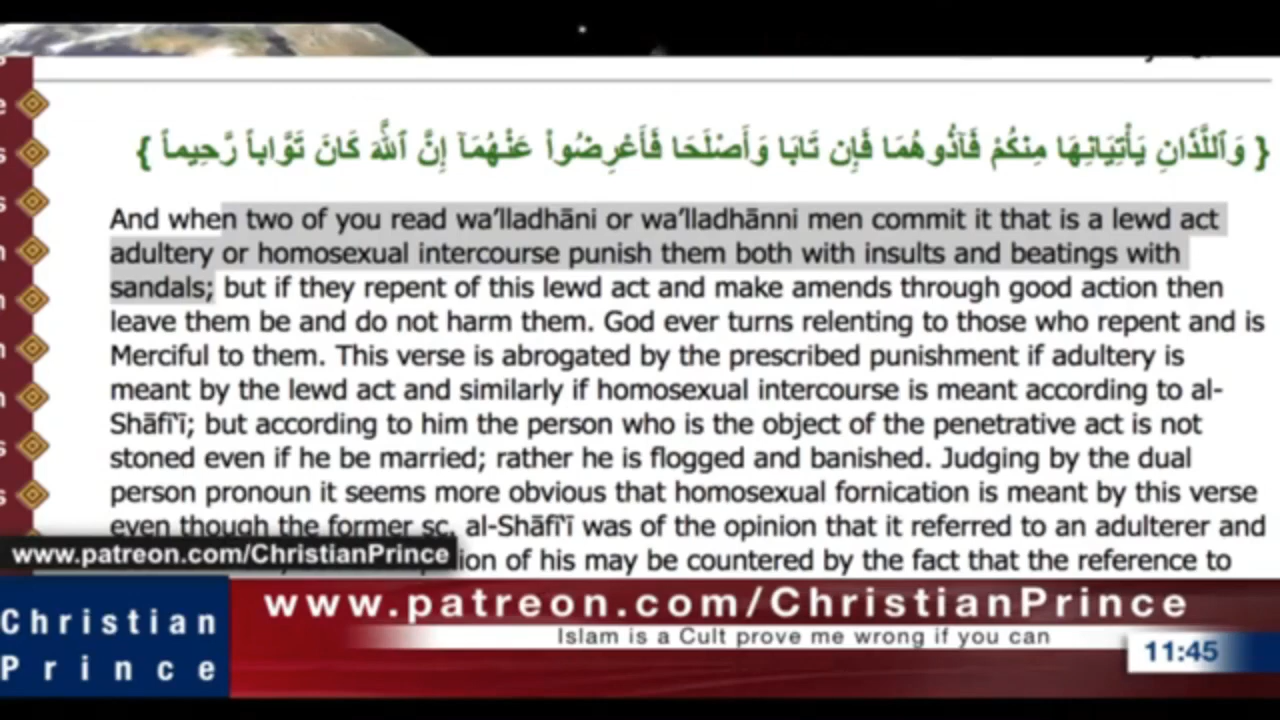 { وَٱللَّذَانِ يَأْتِيَانِهَا مِنكُمْ فَآذُوهُمَا فَإِن تَابَا وَأَصْلَحَا فَأَعْرِضُواْ عَنْهُمَآ إِنَّ ٱللَّهَ كَانَ تَوَّاباً رَّحِيماً }
And when two of you read wa’lladhāni or wa’lladhānni men commit it that is a lewd act
adultery or homosexual intercourse punish them both with insults and beatings with
sandals; but if they repent of this lewd act and make amends through good action then
leave them be and do not harm them. God ever turns relenting to those who repent and is
Merciful to them. This verse is abrogated by the prescribed punishment if adultery is
meant by the lewd act and similarly if homosexual intercourse is meant according to al-
Shāfi‘ī; but according to him the person who is the object of the penetrative act is not
stoned even if he be married; rather he is flogged and banished. Judging by the dual
person pronoun it seems more obvious that homosexual fornication is meant by this verse
even though the former sc. al-Shāfi‘ī was of the opinion that it referred to an adulterer and
www.patreon.com/ChristianPrince
of his may be countered by the fact that the reference to
www.patreon.com/ChristianPrince
Islam is a Cult prove me wrong if you can
Christian
Prince
11:45